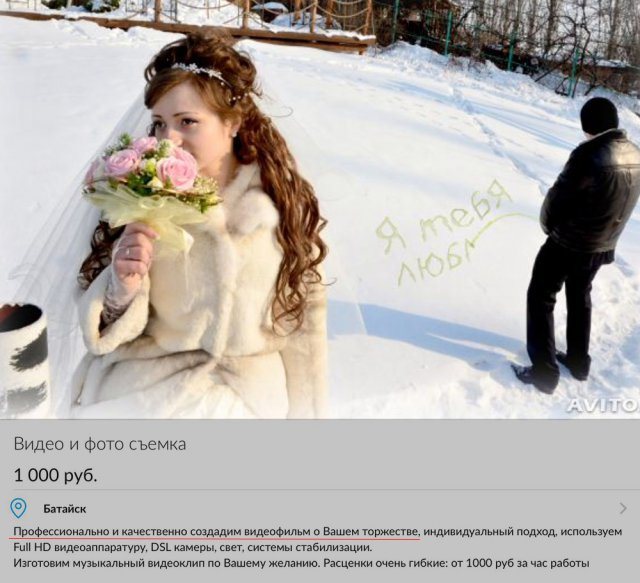 Я тебя
любл
AVITO
Видео и фото съемка
1 000 руб.
Батайск
Профессионально и качественно создадим видеофильм о Вашем торжестве, индивидуальный подход, используем
Full HD видеоаппаратуру, DSL камеры, свет, системы стабилизации.
Изготовим музыкальный видеоклип по Вашему желанию. Расценки очень гибкие: от 1000 руб за час работы